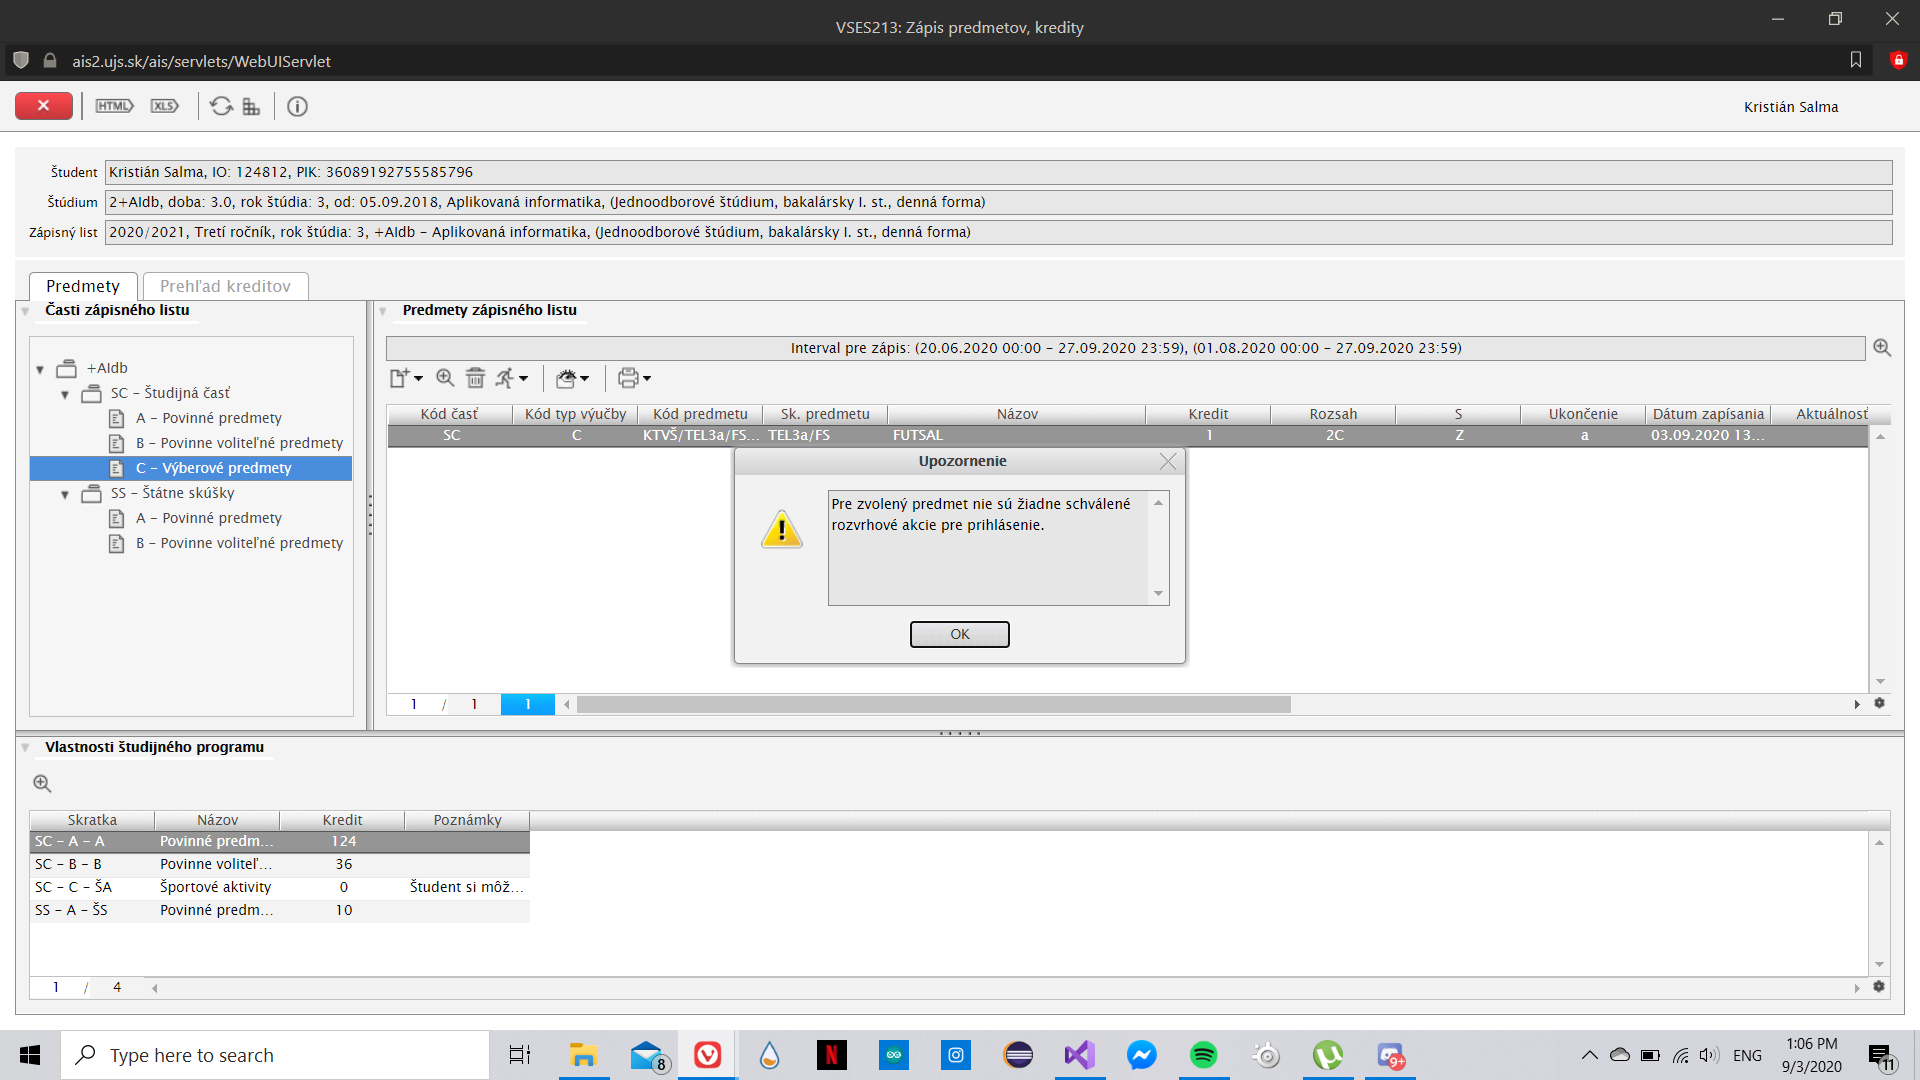 VSES213: Zápis predmetov, kredity
ais2.ujs.sk/ais/servlets/WebUIServlet
HTML XLS
Kristián Salma
Študent Kristián Salma, IO: 124812, PIK: 36089192755585796
Štúdium 2+AIdb, doba: 3.0, rok štúdia: 3, od: 05.09.2018, Aplikovaná informatika, (Jednoodborové štúdium, bakalársky I. st., denná forma)
Zápisný list 2020/2021, Tretí ročník, rok štúdia: 3, +AIdb - Aplikovaná informatika, (Jednoodborové štúdium, bakalársky I. st., denná forma)
Predmety Prehľad kreditov
Časti zápisného listu
+AIdb
SC - Študijná časť
A - Povinné predmety
B - Povinne voliteľné predmety
C - Výberové predmety
SS - Štátne skúšky
A - Povinné predmety
B - Povinne voliteľné predmety
Predmety zápisného listu
Interval pre zápis: (20.06.2020 00:00 - 27.09.2020 23:59), (01.08.2020 00:00 - 27.09.2020 23:59)
Kód časť Kód typ výučby Kód predmetu Sk. predmetu Názov Kredit Rozsah S Ukončenie Dátum zapísania Aktuálnosť
SC C KTVŠ/TEL3a/FS... TEL3a/FS FUTSAL 1 2C Z a 03.09.2020 13...
Upozornenie
Pre zvolený predmet nie sú žiadne schválené
rozvrhové akcie pre prihlásenie.
OK
1 / 1 1
Vlastnosti študijného programu
Skratka Názov Kredit Poznámky
SC - A - A Povinné predm... 124
SC - B - B Povinne voliteľ... 36
SC - C - ŠA Športové aktivity 0 Študent si môž...
SS - A - ŠS Povinné predm... 10
1 / 4
Type here to search
8
N
9+
ENG
1:06 PM
9/3/2020
11